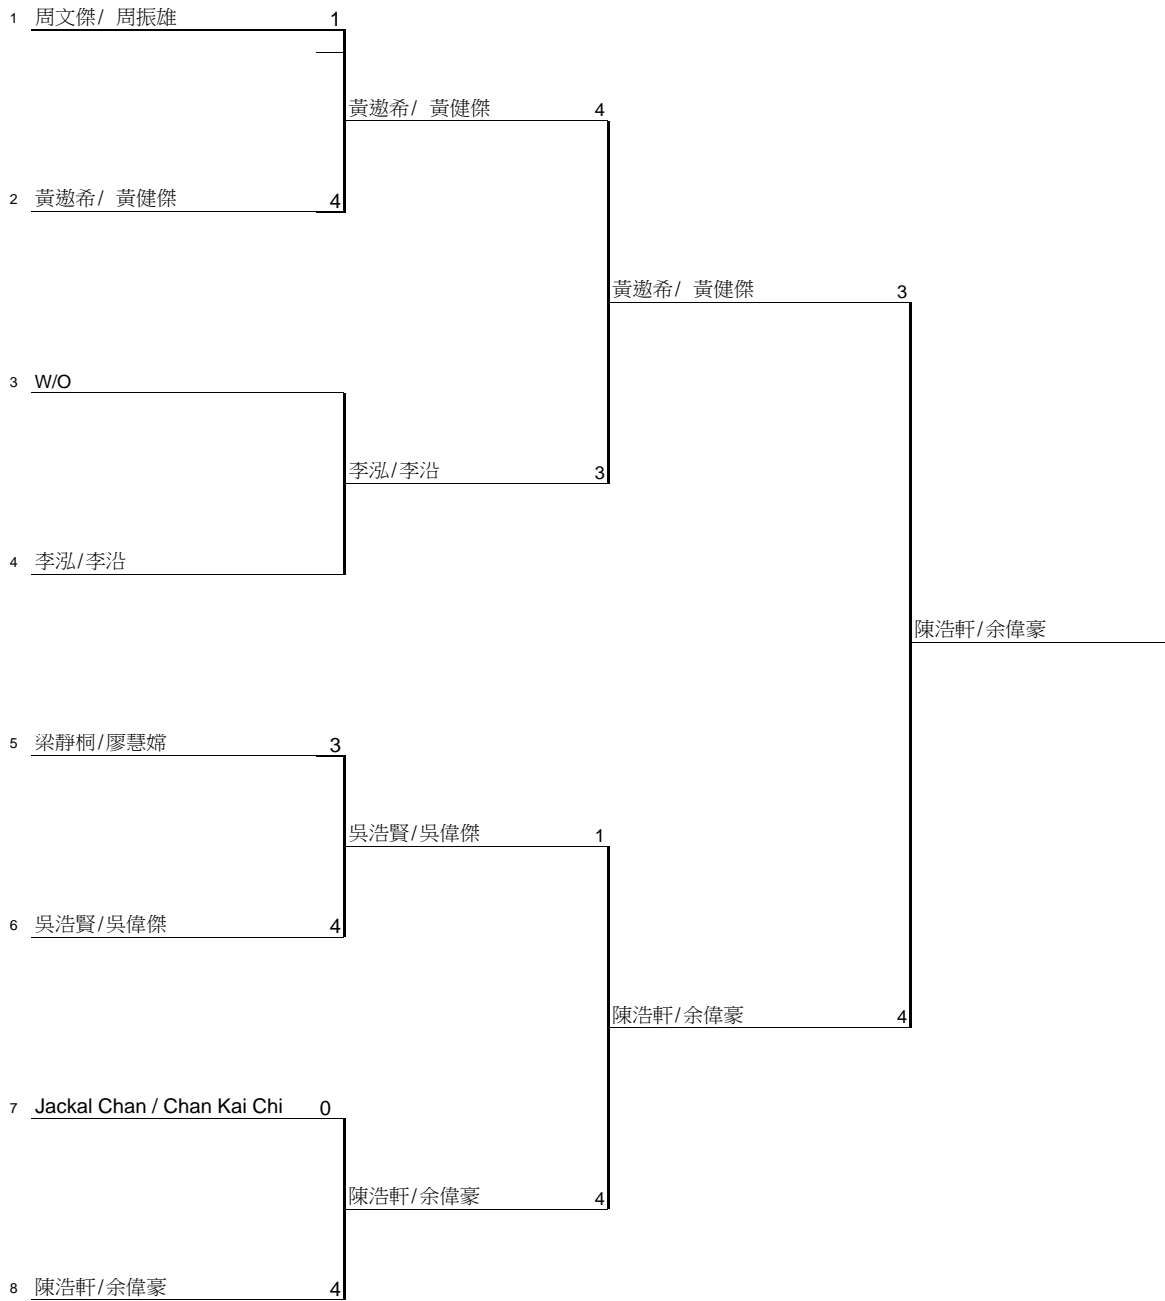 1 周文傑/ 周振雄 1
黃遨希/ 黃健傑 4
2 黃遨希/ 黃健傑 4
黃遨希/ 黃健傑 3
3 W/O
李泓/李沿 3
4 李泓/李沿
陳浩軒/余偉豪
5 梁靜桐/廖慧嫦 3
吳浩賢/吳偉傑 1
6 吳浩賢/吳偉傑 4
陳浩軒/余偉豪 4
7 Jackal Chan / Chan Kai Chi 0
陳浩軒/余偉豪 4
8 陳浩軒/余偉豪 4